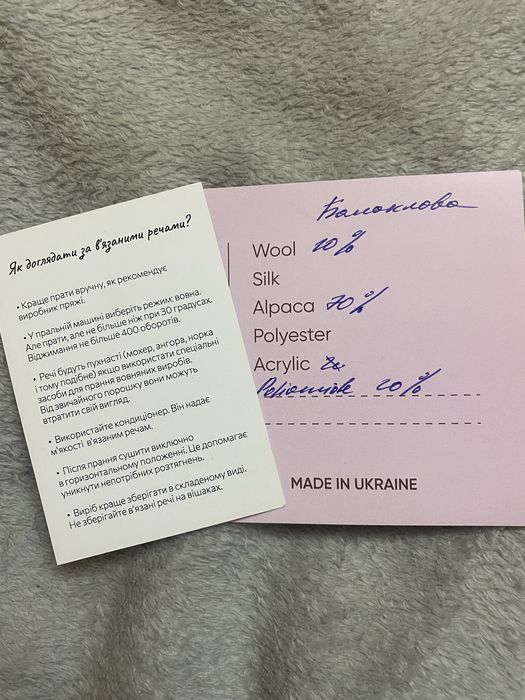 Як доглядати за в'язаними речами?
• Краще прати вручну, як рекомендує
виробник пряжі.
• У пральній машині виберіть режим: вовна.
Але прати, але не більше ніж при 30 градусах.
Віджимання не більше 400 оборотів.
• Речі будуть пухнасті (мохер, ангора, норка
і тому подібне) якщо використати спеціальні
засоби для прання вовняних виробів.
Від звичайного порошку вони можуть
втратити свій вигляд.
• Використайте кондиціонер. Він надає
м'якості в'язаним речам.
• Після прання сушити виключно
в горизонтальному положенні. Це допомагає
уникнути непотрібних розтягнень.
• Виріб краще зберігати в складеному виді.
Не зберігайте в'язані речі на вішаках.
Балаклава
Wool 10%
Silk
Alpaca 70%
Polyester
Acrylic
20%
MADE IN UKRAINE